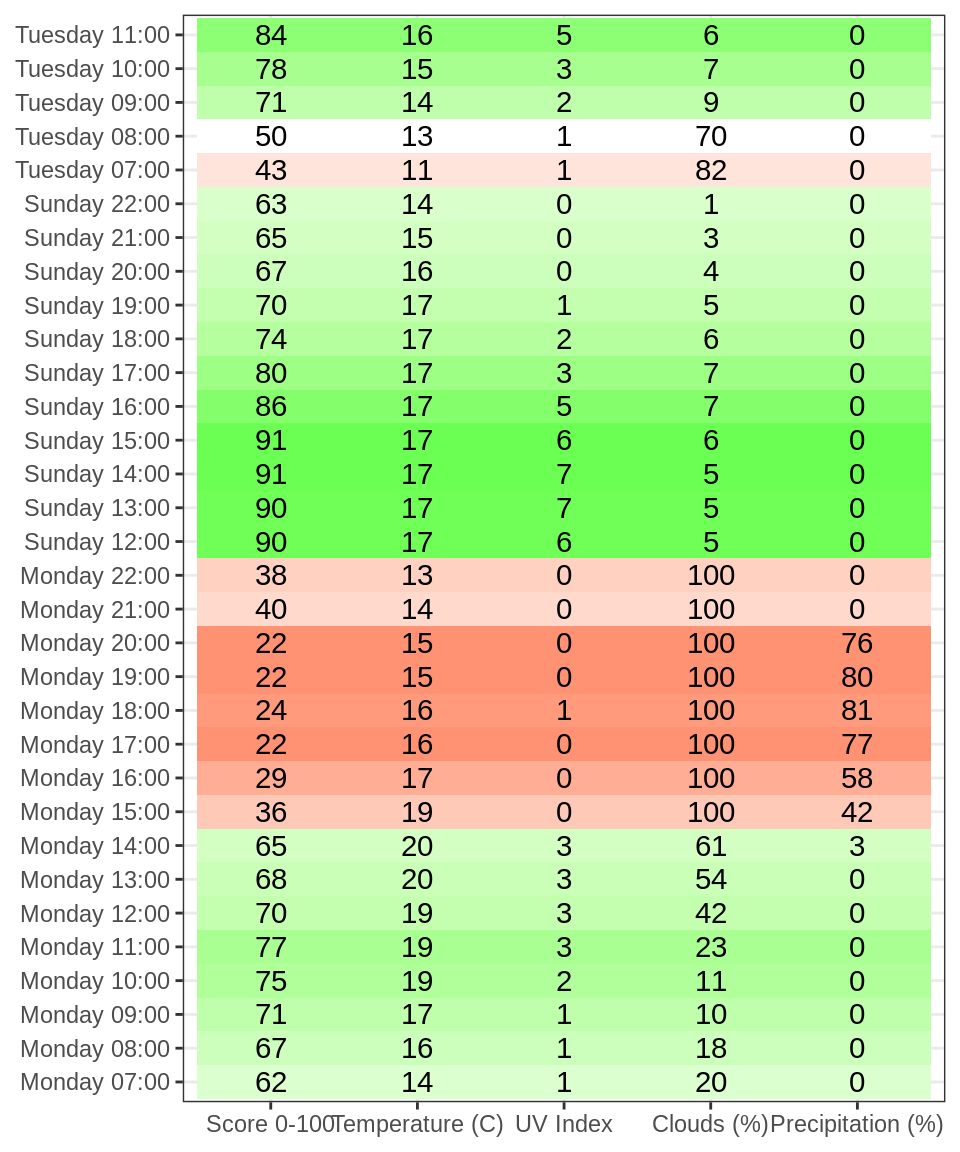 Tuesday 11:00 84 16 5 6 0
Tuesday 10:00 78 15 3 7 0
Tuesday 09:00 71 14 2 9 0
Tuesday 08:00 50 13 1 70 0
Tuesday 07:00 43 11 1 82 0
Sunday 22:00 63 14 0 1 0
Sunday 21:00 65 15 0 3 0
Sunday 20:00 67 16 0 4 0
Sunday 19:00 70 17 1 5 0
Sunday 18:00 74 17 2 6 0
Sunday 17:00 80 17 3 7 0
Sunday 16:00 86 17 5 7 0
Sunday 15:00 91 17 6 6 0
Sunday 14:00 91 17 7 5 0
Sunday 13:00 90 17 7 5 0
Sunday 12:00 90 17 6 5 0
Monday 22:00 38 13 0 100 0
Monday 21:00 40 14 0 100 0
Monday 20:00 22 15 0 100 76
Monday 19:00 22 15 0 100 80
Monday 18:00 24 16 1 100 81
Monday 17:00 22 16 0 100 77
Monday 16:00 29 17 0 100 58
Monday 15:00 36 19 0 100 42
Monday 14:00 65 20 3 61 3
Monday 13:00 68 20 3 54 0
Monday 12:00 70 19 3 42 0
Monday 11:00 77 19 3 23 0
Monday 10:00 75 19 2 11 0
Monday 09:00 71 17 1 10 0
Monday 08:00 67 16 1 18 0
Monday 07:00 62 14 1 20 0
Score 0-100 Temperature (C) UV Index Clouds (%) Precipitation (%)